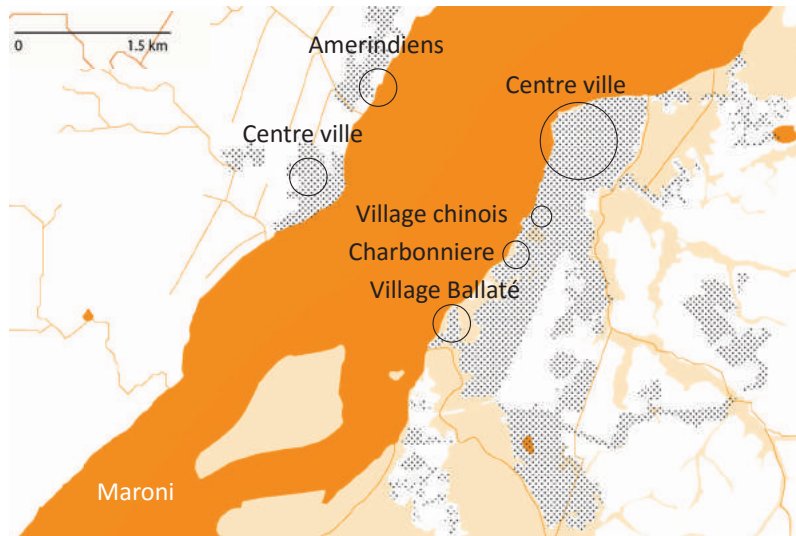 0 1.5 km
Amerindiens
Centre ville
Centre ville
Village chinois
Charbonniere
Village Ballaté
Maroni